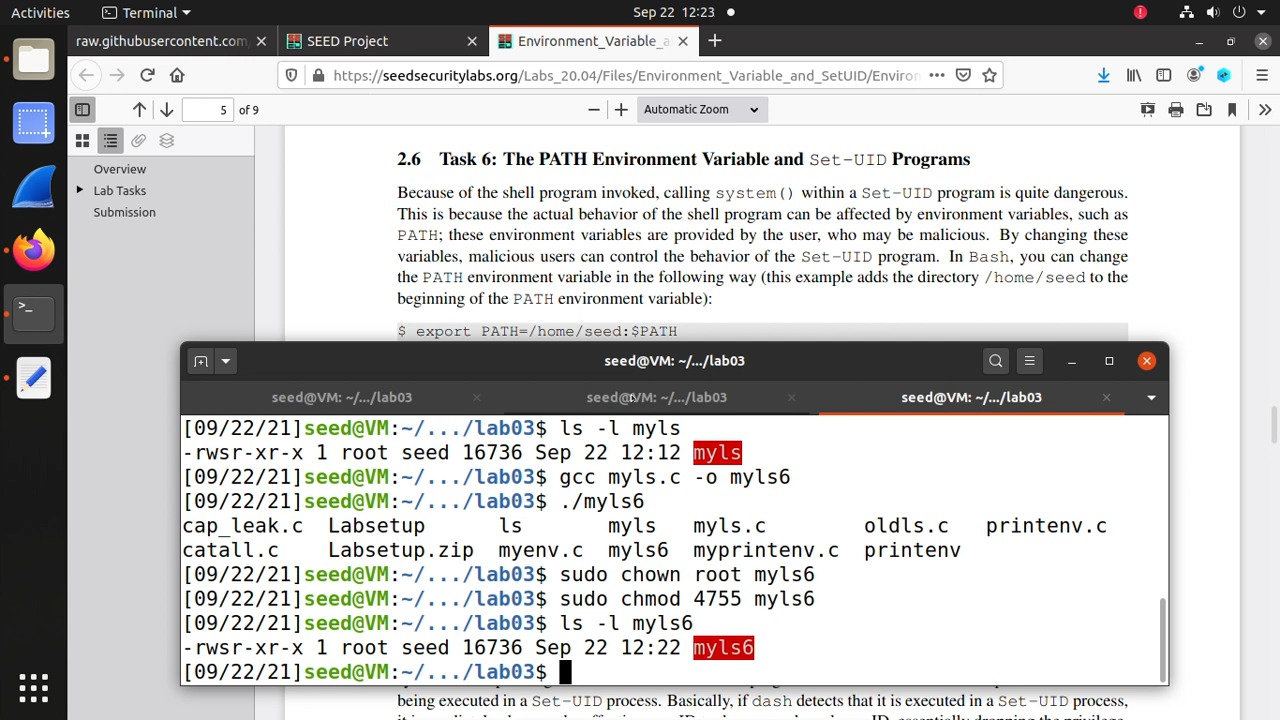 Activities Terminal Sep 22 12:23
raw.githubusercontent.com SEED Project Environment_Variable_a
https://seedsecuritylabs.org/Labs_20.04/Files/Environment_Variable_and_SetUID/Enviro
5 of 9 Automatic Zoom
Overview
Lab Tasks
Submission
2.6 Task 6: The PATH Environment Variable and Set-UID Programs
Because of the shell program invoked, calling system() within a Set-UID program is quite dangerous.
This is because the actual behavior of the shell program can be affected by environment variables, such as
PATH; these environment variables are provided by the user, who may be malicious. By changing these
variables, malicious users can control the behavior of the Set-UID program. In Bash, you can change
the PATH environment variable in the following way (this example adds the directory /home/seed to the
beginning of the PATH environment variable):
$ export PATH=/home/seed:$PATH
seed@VM: ~/.../lab03
seed@VM: ~/.../lab03 seed@VM: ~/.../lab03 seed@VM: ~/.../lab03
[09/22/21]seed@VM:~/.../lab03$ ls -l myls
-rwsr-xr-x 1 root seed 16736 Sep 22 12:12 myls
[09/22/21]seed@VM:~/.../lab03$ gcc myls.c -o myls6
[09/22/21]seed@VM:~/.../lab03$ ./myls6
cap_leak.c Labsetup ls myls myls.c oldls.c printenv.c
catall.c Labsetup.zip myenv.c myls6 myprintenv.c printenv
[09/22/21]seed@VM:~/.../lab03$ sudo chown root myls6
[09/22/21]seed@VM:~/.../lab03$ sudo chmod 4755 myls6
[09/22/21]seed@VM:~/.../lab03$ ls -l myls6
-rwsr-xr-x 1 root seed 16736 Sep 22 12:22 myls6
[09/22/21]seed@VM:~/.../lab03$
being executed in a Set-UID process. Basically, if dash detects that it is executed in a Set-UID process,